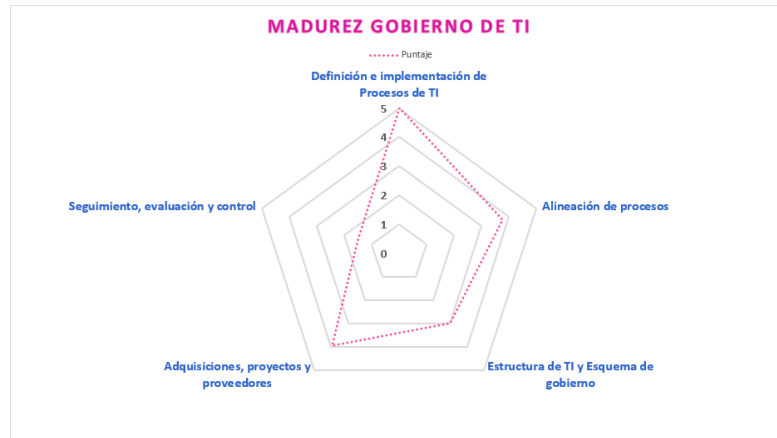 MADUREZ GOBIERNO DE TI
Puntaje
Definición e implementación de
Procesos de TI
5
4
3
2
1
0
Seguimiento, evaluación y control
Alineación de procesos
Adquisiciones, proyectos y
proveedores
Estructura de TI y Esquema de
gobierno